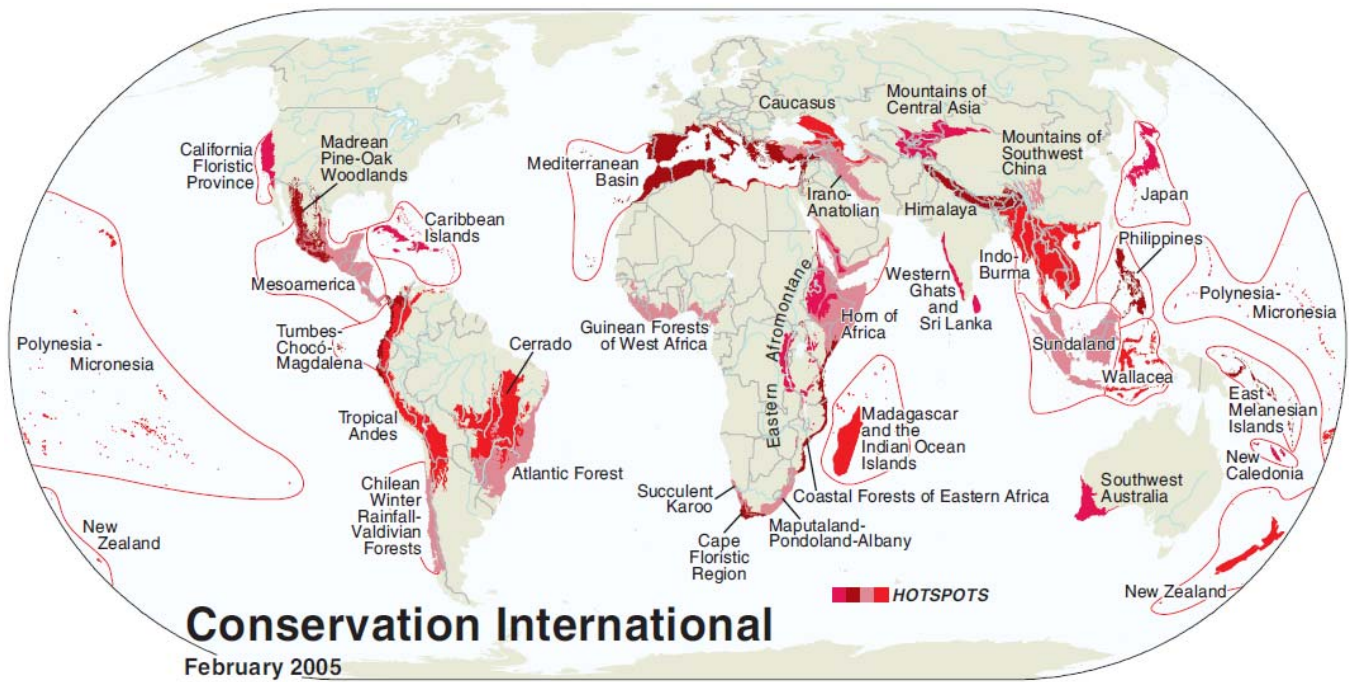 California
Floristic
Province
Madrean
Pine-Oak
Woodlands
Caribbean
Islands
Mesoamerica
Polynesia -
Micronesia
Tumbes-
Chocó-
Magdalena
Cerrado
Tropical
Andes
Atlantic Forest
Chilean
Winter
Rainfall-
Valdivian
Forests
New
Zealand
Mediterranean
Basin
Caucasus
Irano-
Anatolian
Mountains of
Central Asia
Mountains of
Southwest
China
Himalaya
Japan
Philippines
Indo-
Burma
Western
Ghats
and
Sri Lanka
Guinean Forests
of West Africa
Eastern Afromontane
Horn of
Africa
Sundaland
Wallacea
Polynesia-
Micronesia
East
Melanesian
Islands
New
Caledonia
Madagascar
and the
Indian Ocean
Islands
Coastal Forests of Eastern Africa
Succulent
Karoo
Maputaland-
Pondoland-Albany
Cape
Floristic
Region
Southwest
Australia
New Zealand
HOTSPOTS
Conservation International
February 2005